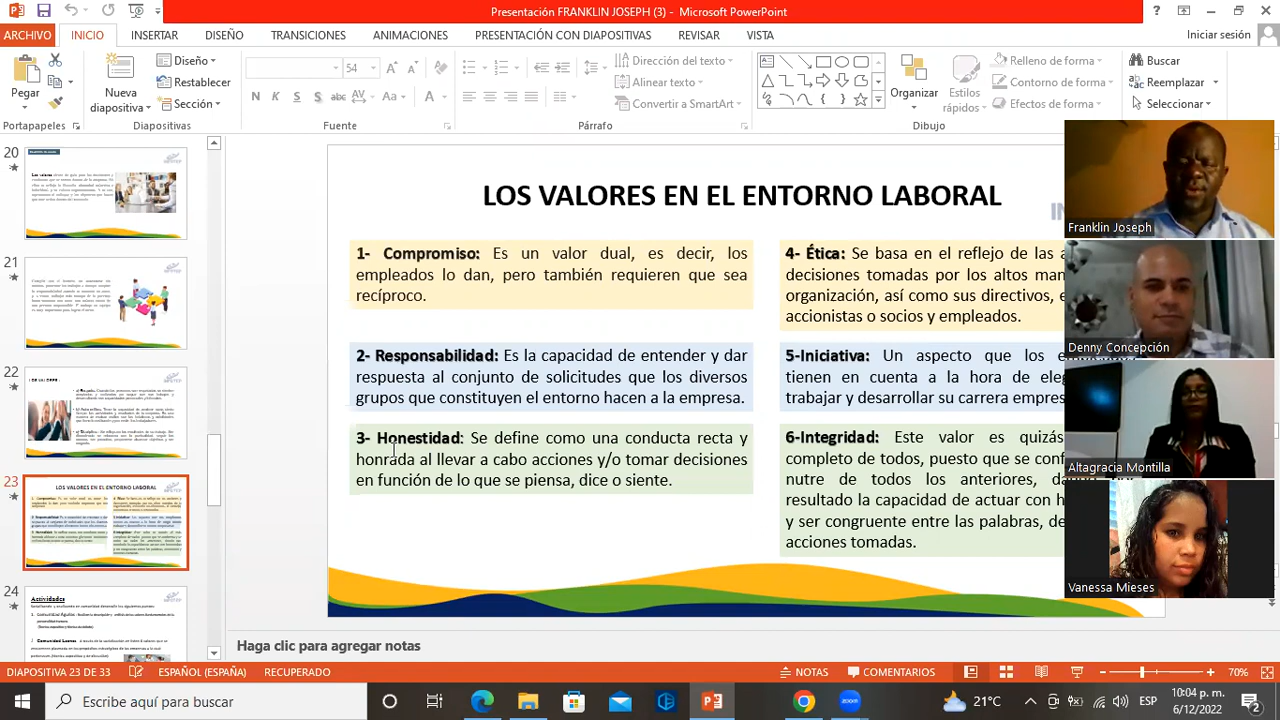 Presentación FRANKLIN JOSEPH (3) - Microsoft PowerPoint
ARCHIVO INICIO INSERTAR DISEÑO TRANSICIONES ANIMACIONES PRESENTACIÓN CON DIAPOSITIVAS REVISAR VISTA Iniciar sesión
Pegar
Nueva diapositiva
Diseño
Restablecer
Sección
54
N K S S abc AV Aa A
Dirección del texto
Alinear texto
Convertir a SmartArt
Organizar
Estilos rápidos
Relleno de forma
Contorno de forma
Efectos de forma
Buscar
Reemplazar
Seleccionar
Portapapeles Diapositivas Fuente Párrafo Dibujo
20
21
22
23
LOS VALORES EN EL ENTORNO LABORAL
24
Actividades
LOS VALORES EN EL ENTORNO LABORAL
1- Compromiso: Es un valor dual, es decir, los
empleados lo dan, pero también requieren que sea
recíproco.
2- Responsabilidad: Es la capacidad de entender y dar
respuesta al conjunto de solicitudes que los diversos
grupos que constituyen el entorno hacen a la empresa.
3- Honestidad: Se define como una conducta recta y
honrada al llevar a cabo acciones y/o tomar decisiones
en función de lo que se piensa, dice o siente.
4- Ética: Se basa en el reflejo de las
decisiones tomadas por los altos
organización, así como sus directivos,
accionistas o socios y empleados.
5-Iniciativa: Un aspecto que los
tienen en cuenta a la hora de
trabajar y desarrollar su carrera
6-Integridad: Este valor es quizás
completo de todos, puesto que se
nutre de todos los anteriores,
resultado la capacidad de actuar con
y ser consecuente entre las palabras,
acciones tomadas.
Franklin Joseph
Denny Concepción
Altagracia Montilla
Vanessa Mieses
Haga clic para agregar notas
DIAPOSITIVA 23 DE 33 ESPAÑOL (ESPAÑA) RECUPERADO NOTAS COMENTARIOS 70%
Escribe aquí para buscar
21°C ESP 10:04 p. m.
6/12/2022
2